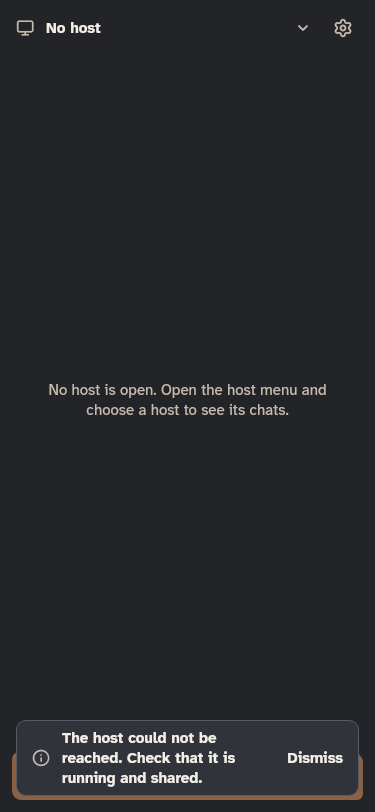 No host
No host is open. Open the host menu and
choose a host to see its chats.
The host could not be
reached. Check that it is
running and shared.
Dismiss